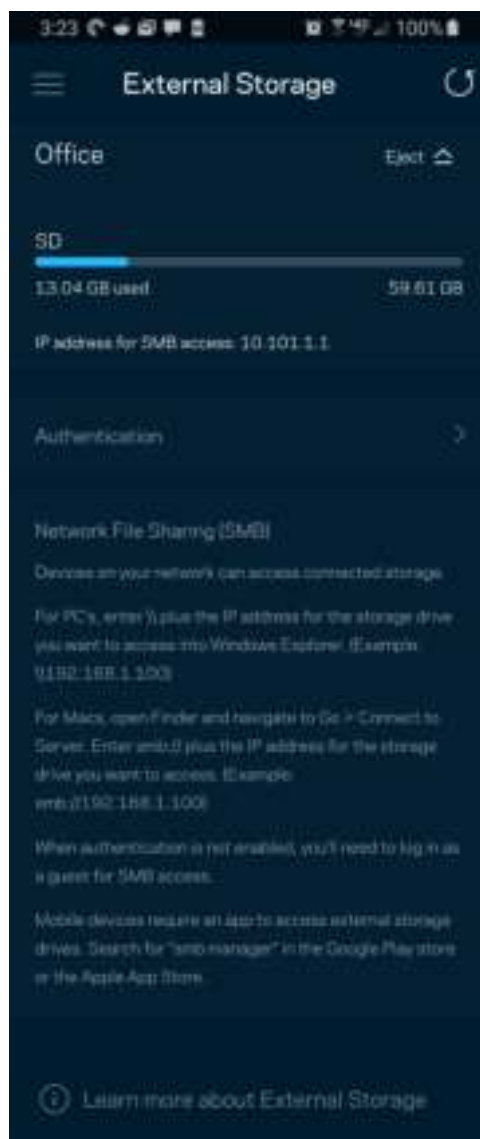 3:23 100%
External Storage
Office Eject
SD
13.04 GB used 59.61 GB
IP address for SMB access: 10.101.1.1
Authentication
Network File Sharing (SMB)
Devices on your network can access connected storage.
For PC's, enter \\ plus the IP address for the storage drive
you want to access into Windows Explorer. (Example:
\\192.168.1.100)
For Macs, open Finder and navigate to Go > Connect to
Server. Enter smb:// plus the IP address for the storage
drive you want to access. (Example:
smb://192.168.1.100)
When authentication is not enabled, you'll need to log in as
a guest for SMB access.
Mobile devices require an app to access external storage
drives. Search for "smb manager" in the Google Play store
or the Apple App Store.
Learn more about External Storage